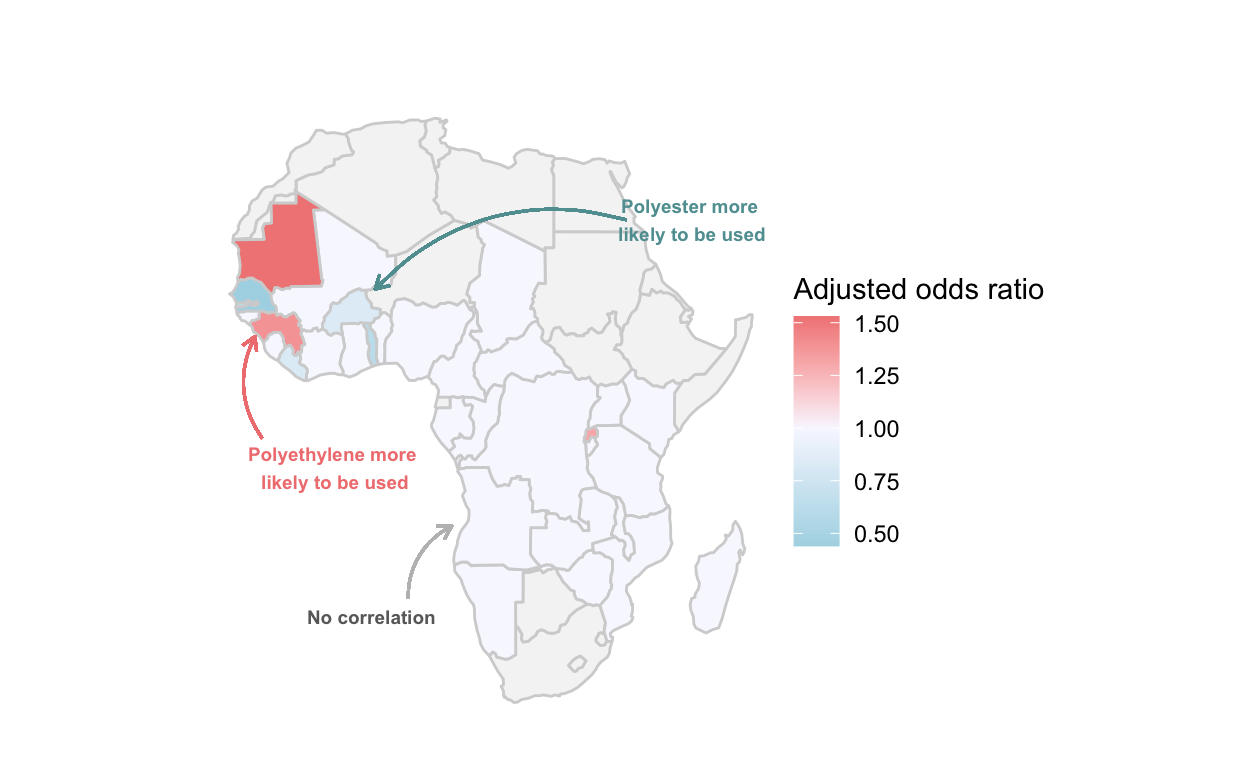 Polyester more
likely to be used
Adjusted odds ratio
1.50
1.25
1.00
0.75
0.50
Polyethylene more
likely to be used
No correlation